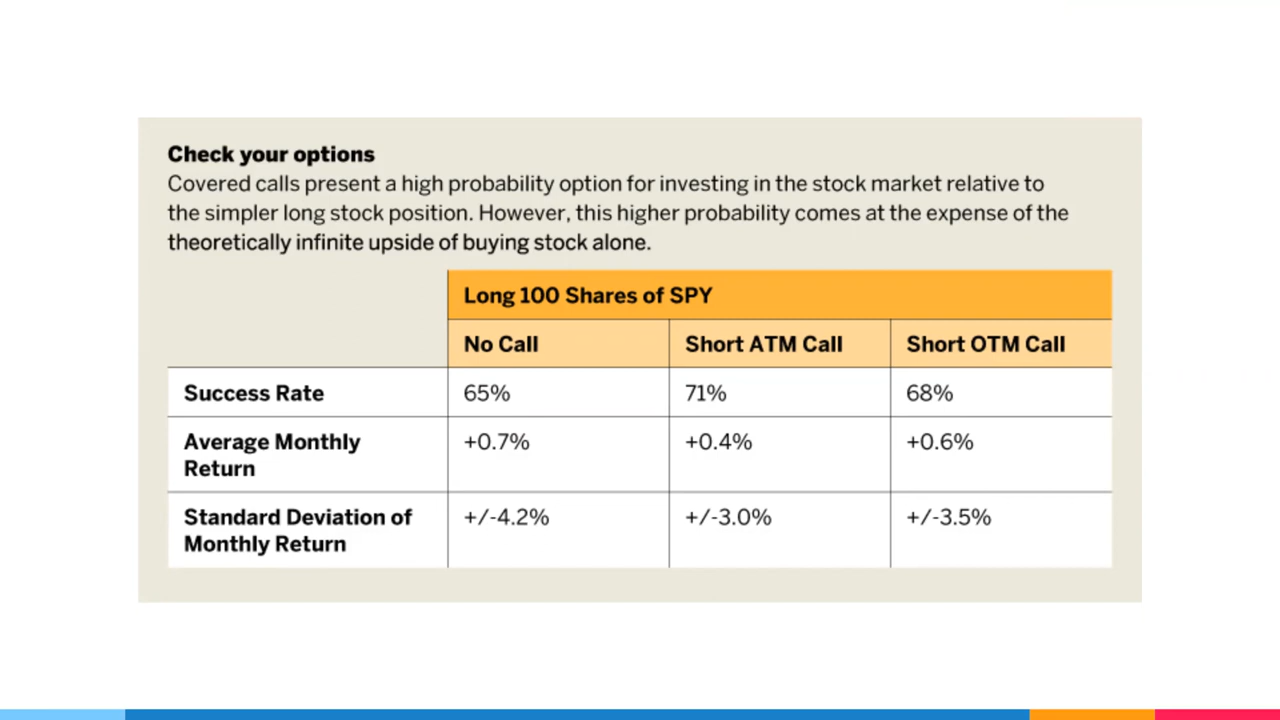 Check your options
Covered calls present a high probability option for investing in the stock market relative to
the simpler long stock position. However, this higher probability comes at the expense of the
theoretically infinite upside of buying stock alone.
Long 100 Shares of SPY
No Call Short ATM Call Short OTM Call
Success Rate 65% 71% 68%
Average Monthly
Return +0.7% +0.4% +0.6%
Standard Deviation of
Monthly Return +/-4.2% +/-3.0% +/-3.5%